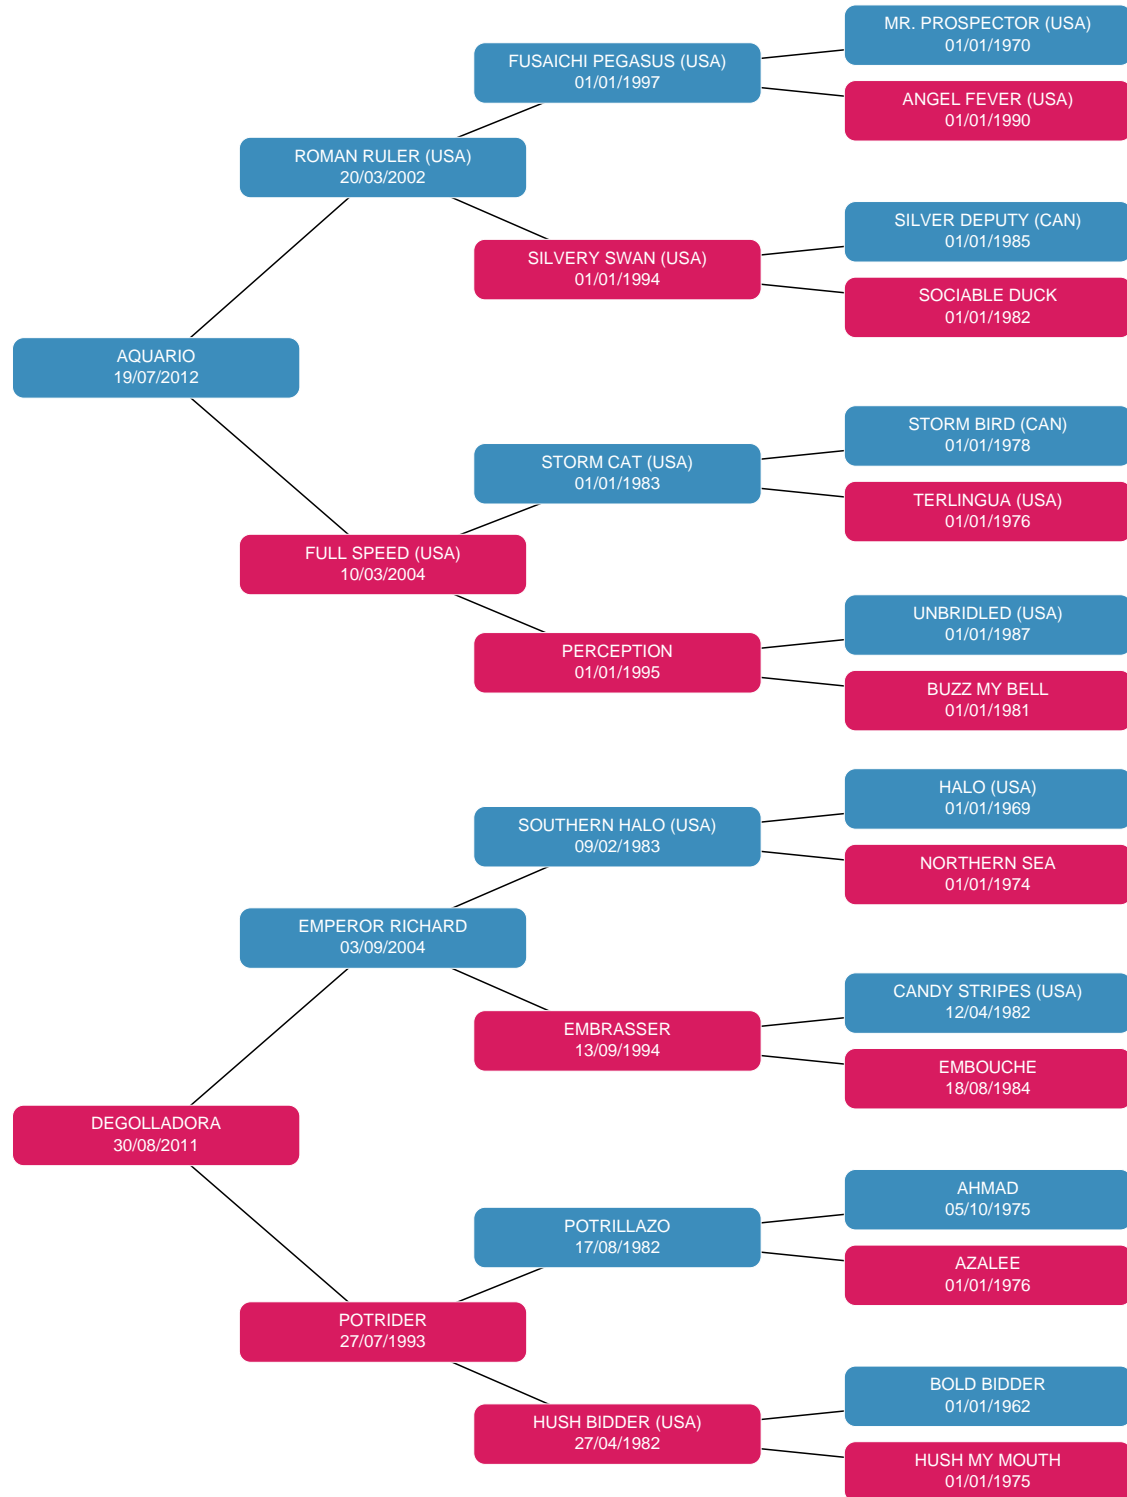 MR. PROSPECTOR (USA)
01/01/1970
FUSAICHI PEGASUS (USA)
01/01/1997
ANGEL FEVER (USA)
01/01/1990
ROMAN RULER (USA)
20/03/2002
SILVER DEPUTY (CAN)
01/01/1985
SILVERY SWAN (USA)
01/01/1994
SOCIABLE DUCK
01/01/1982
AQUARIO
19/07/2012
STORM BIRD (CAN)
01/01/1978
STORM CAT (USA)
01/01/1983
TERLINGUA (USA)
01/01/1976
FULL SPEED (USA)
10/03/2004
UNBRIDLED (USA)
01/01/1987
PERCEPTION
01/01/1995
BUZZ MY BELL
01/01/1981
HALO (USA)
01/01/1969
SOUTHERN HALO (USA)
09/02/1983
NORTHERN SEA
01/01/1974
EMPEROR RICHARD
03/09/2004
CANDY STRIPES (USA)
12/04/1982
EMBRASSER
13/09/1994
EMBOUCHE
18/08/1984
DEGOLLADORA
30/08/2011
AHMAD
05/10/1975
POTRILLAZO
17/08/1982
AZALEE
01/01/1976
POTRIDER
27/07/1993
BOLD BIDDER
01/01/1962
HUSH BIDDER (USA)
27/04/1982
HUSH MY MOUTH
01/01/1975